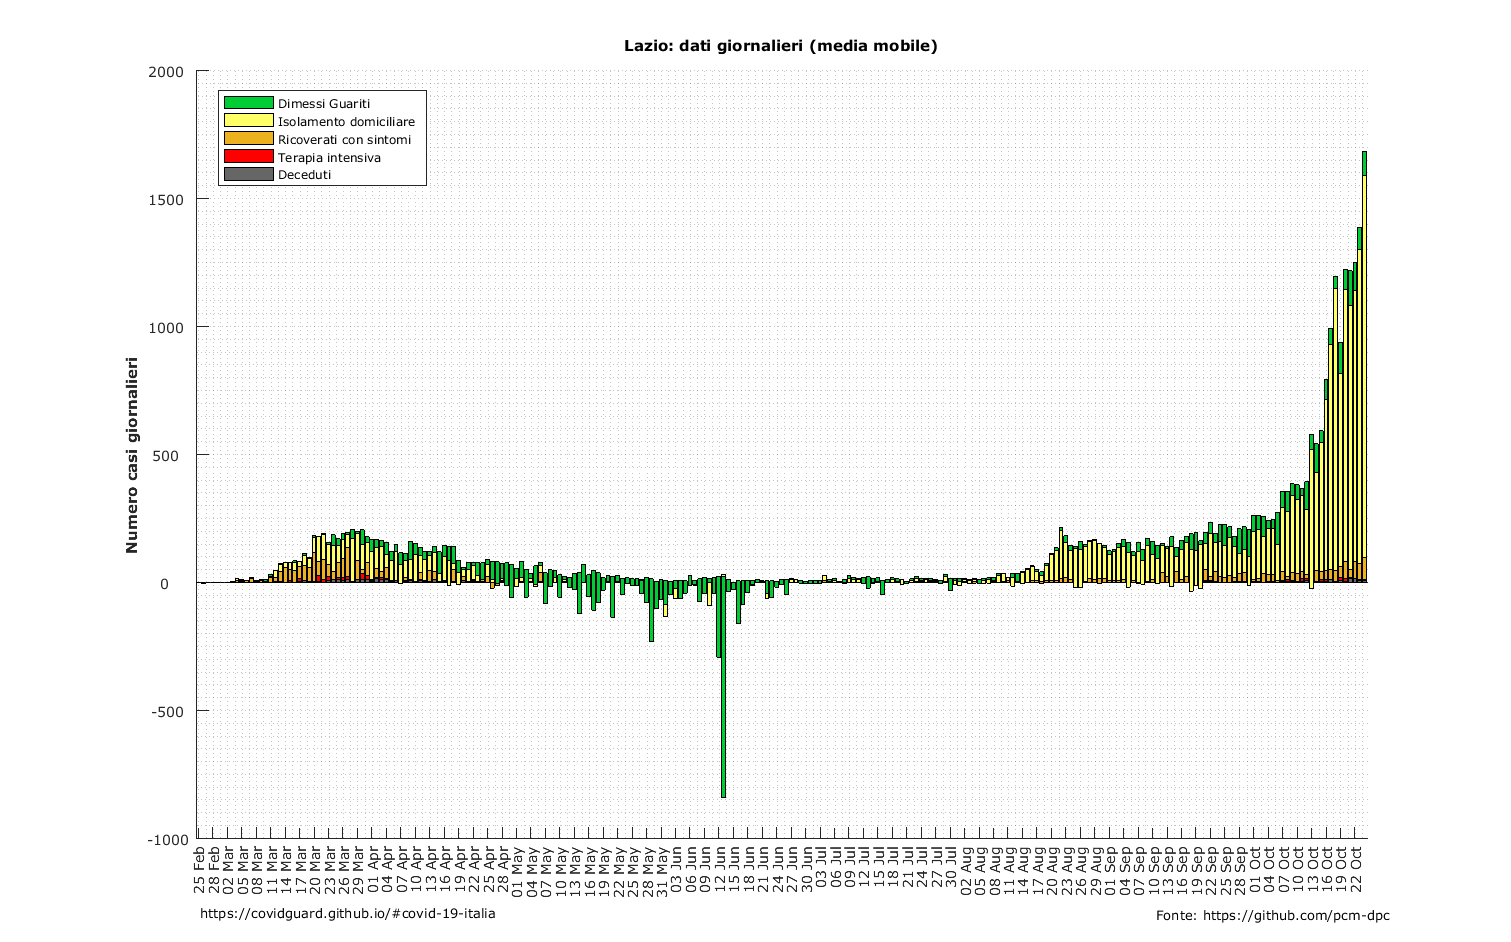 Lazio: dati giornalieri (media mobile)
2000
1500
1000
500
0
-500
-1000
Numero casi giornalieri
Dimessi Guariti
Isolamento domiciliare
Ricoverati con sintomi
Terapia intensiva
Deceduti
25 Feb
28 Feb
02 Mar
05 Mar
08 Mar
11 Mar
14 Mar
17 Mar
20 Mar
23 Mar
26 Mar
29 Mar
01 Apr
04 Apr
07 Apr
10 Apr
13 Apr
16 Apr
19 Apr
22 Apr
25 Apr
28 Apr
01 May
04 May
07 May
10 May
13 May
16 May
19 May
22 May
25 May
28 May
31 May
03 Jun
06 Jun
09 Jun
12 Jun
15 Jun
18 Jun
21 Jun
24 Jun
27 Jun
30 Jun
03 Jul
06 Jul
09 Jul
12 Jul
15 Jul
18 Jul
21 Jul
24 Jul
27 Jul
30 Jul
02 Aug
05 Aug
08 Aug
11 Aug
14 Aug
17 Aug
20 Aug
23 Aug
26 Aug
29 Aug
01 Sep
04 Sep
07 Sep
10 Sep
13 Sep
16 Sep
19 Sep
22 Sep
25 Sep
28 Sep
01 Oct
04 Oct
07 Oct
10 Oct
13 Oct
16 Oct
19 Oct
22 Oct
https://covidguard.github.io/#covid-19-italia
Fonte: https://github.com/pcm-dpc